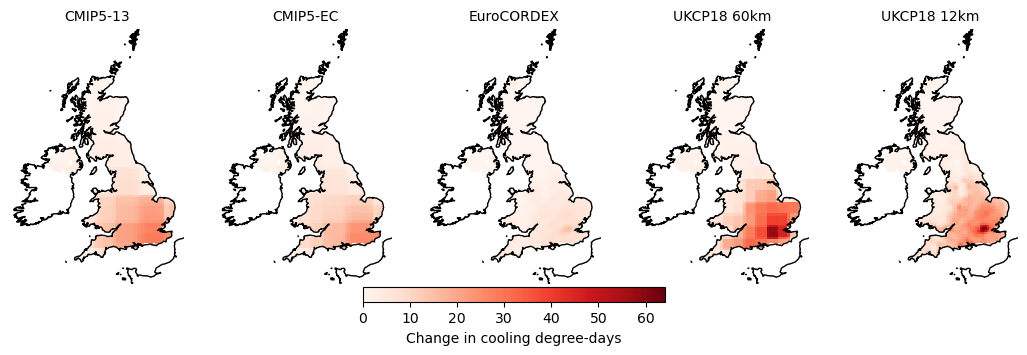 CMIP5-13 CMIP5-EC EuroCORDEX UKCP18 60km UKCP18 12km
0 10 20 30 40 50 60
Change in cooling degree-days